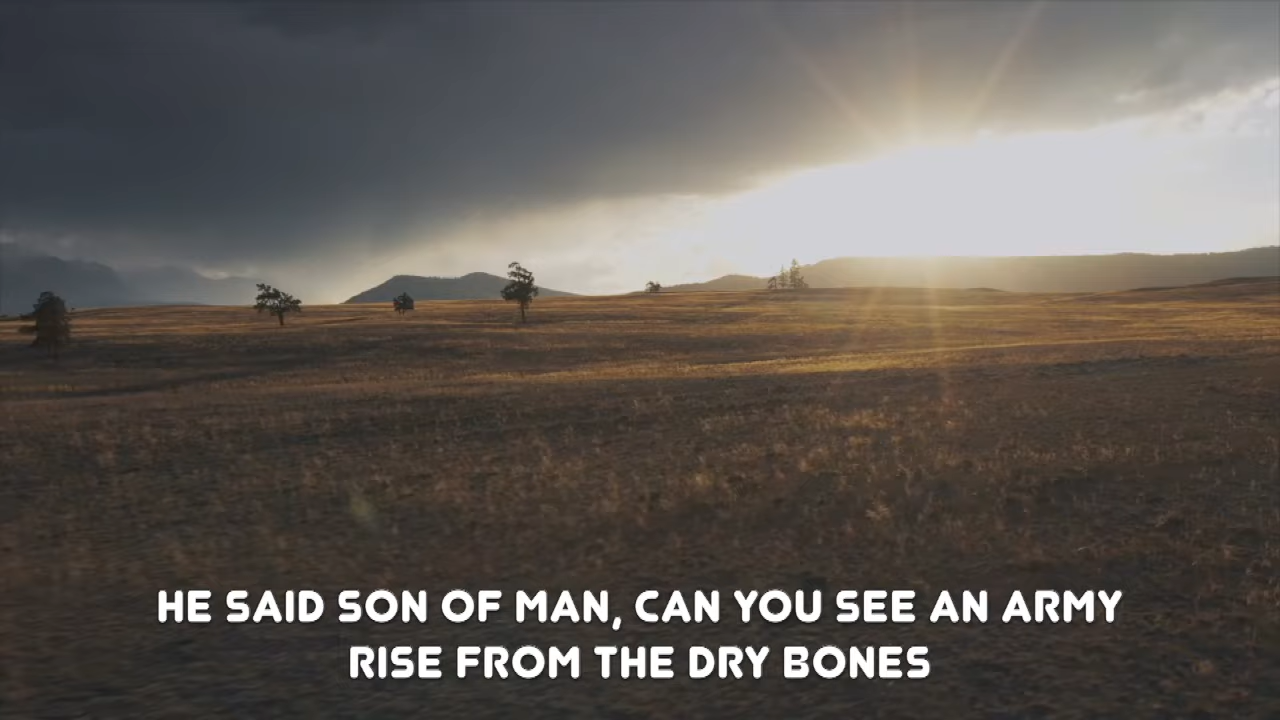 HE SAID SON OF MAN, CAN YOU SEE AN ARMY
RISE FROM THE DRY BONES